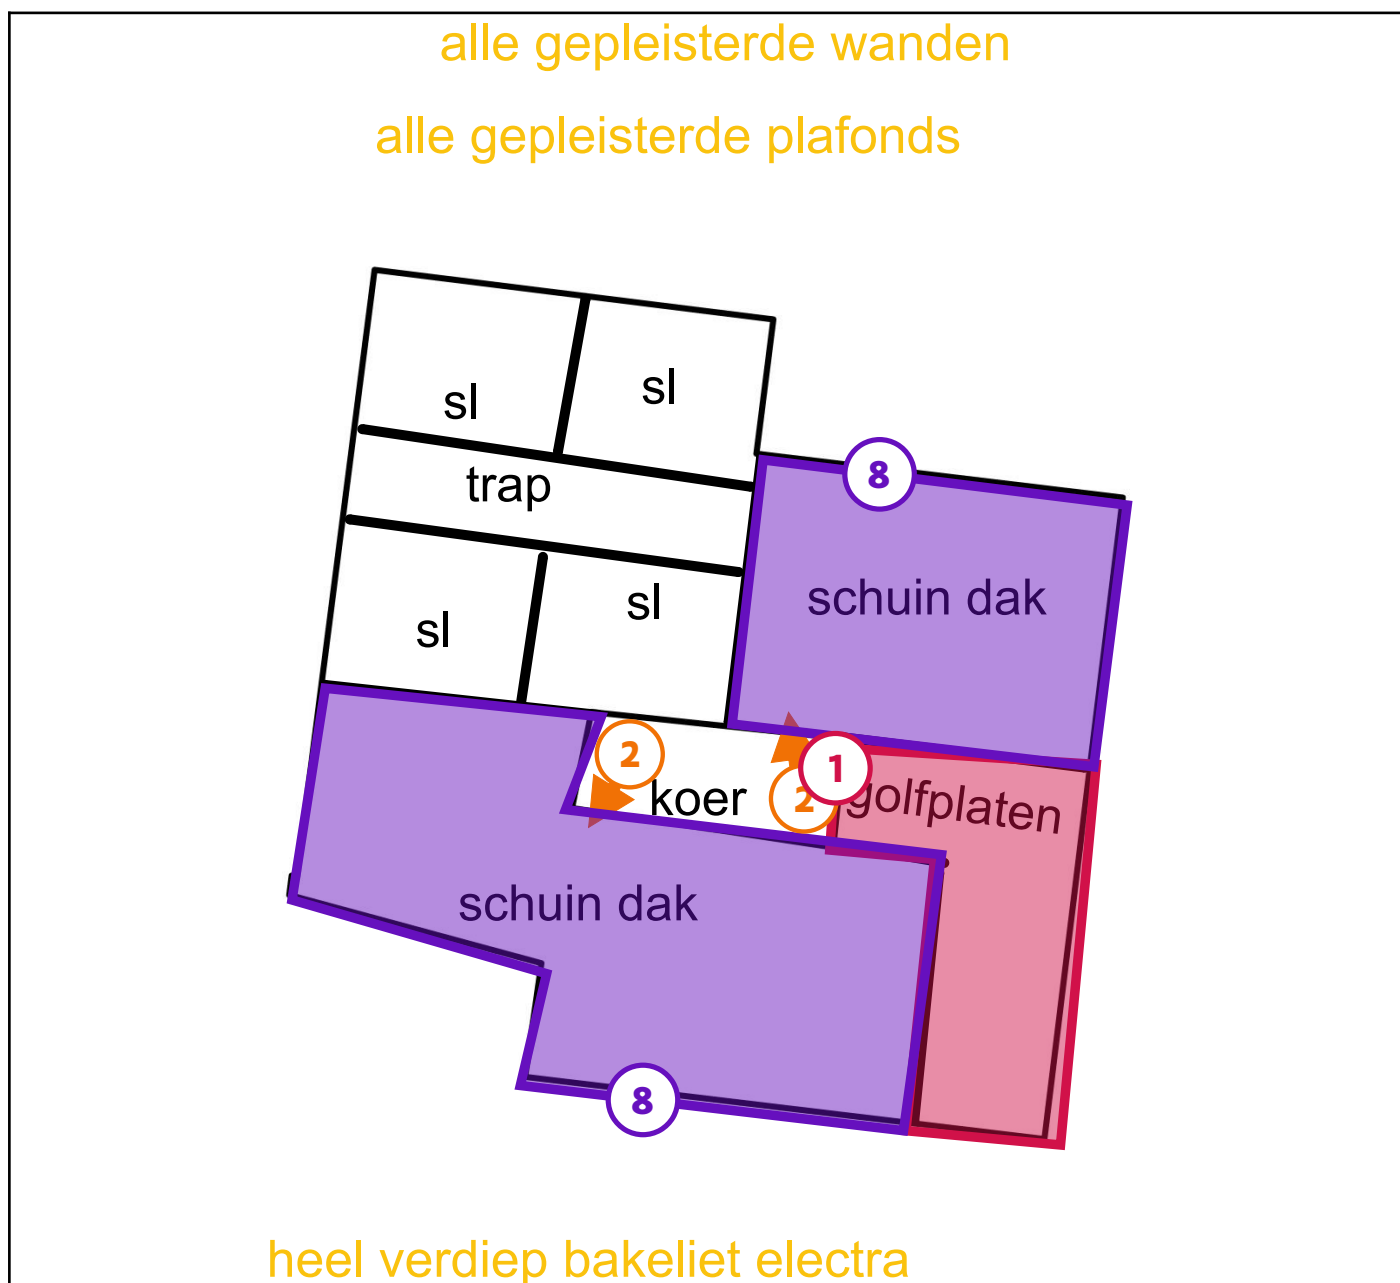 alle gepleisterde wanden
alle gepleisterde plafonds
sl
sl
trap
8
schuin dak
sl
sl
2
1
koer
2
golfplaten
schuin dak
8
heel verdiep bakeliet electra